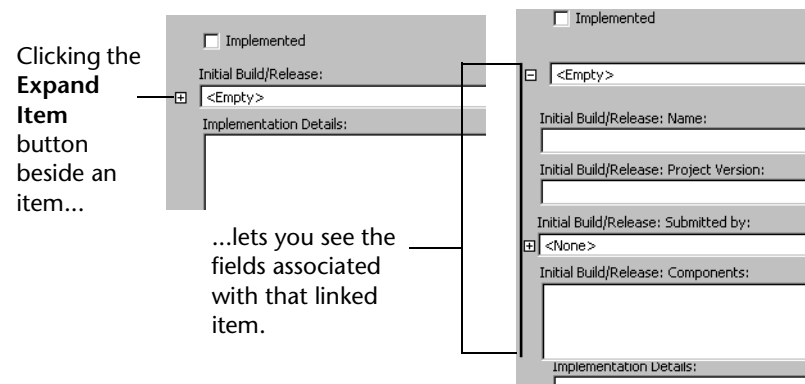 Clicking the
Expand
Item
button
beside an
item...
Implemented
Initial Build/Release:
<Empty>
Implementation Details:
...lets you see the
fields associated
with that linked
item.
Implemented
<Empty>
Initial Build/Release: Name:
Initial Build/Release: Project Version:
Initial Build/Release: Submitted by:
<None>
Initial Build/Release: Components:
Implementation Details: